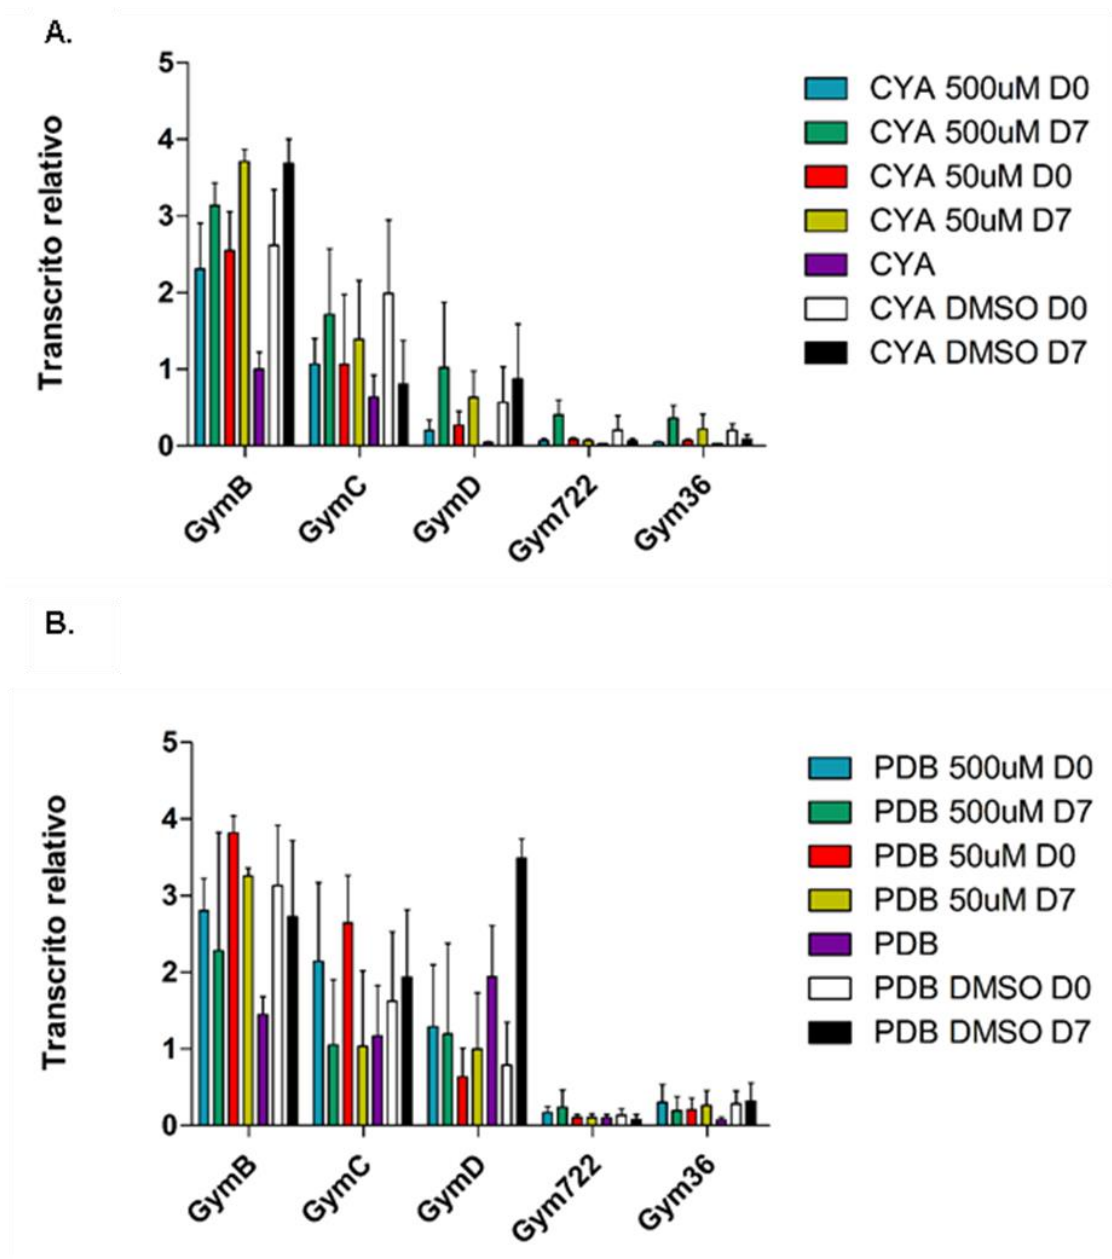 A.
Transcrito relativo
5
4
3
2
1
0
GymB
GymC
GymD
Gym722
Gym36
CYA 500uM D0
CYA 500uM D7
CYA 50uM D0
CYA 50uM D7
CYA
CYA DMSO D0
CYA DMSO D7
B.
Transcrito relativo
5
4
3
2
1
0
GymB
GymC
GymD
Gym722
Gym36
PDB 500uM D0
PDB 500uM D7
PDB 50uM D0
PDB 50uM D7
PDB
PDB DMSO D0
PDB DMSO D7